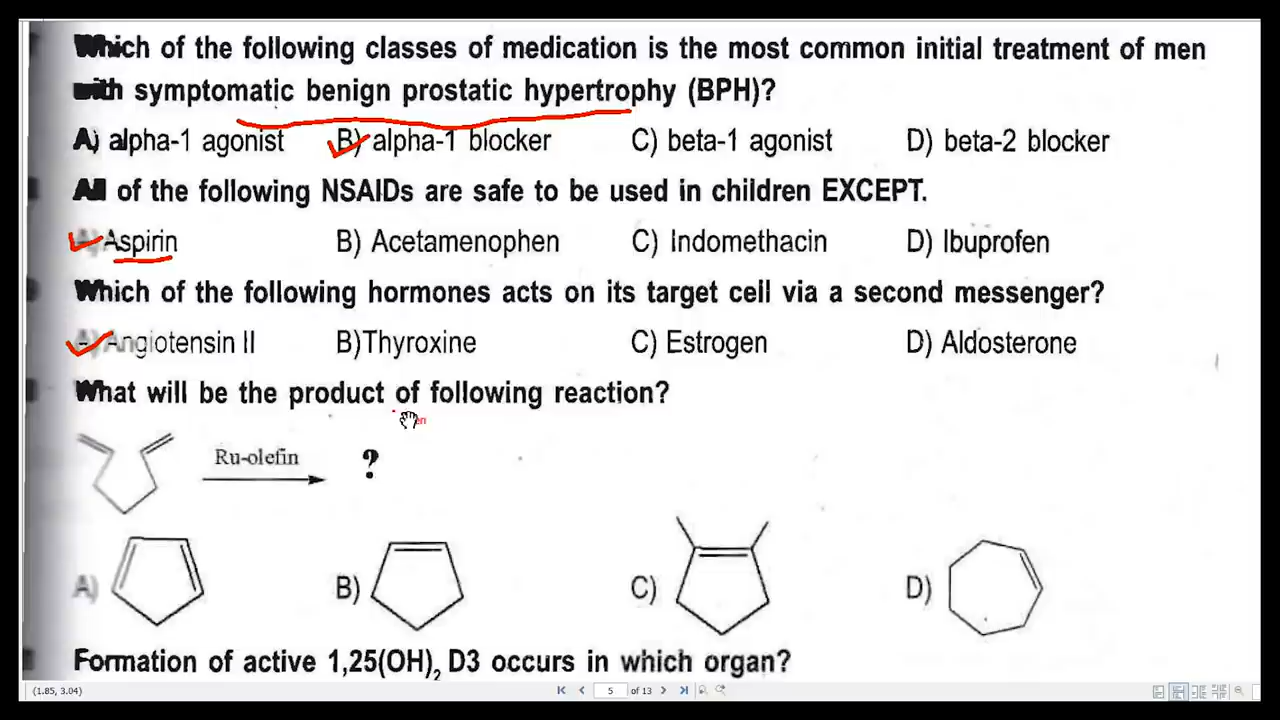 Which of the following classes of medication is the most common initial treatment of men
with symptomatic benign prostatic hypertrophy (BPH)?
A) alpha-1 agonist B) alpha-1 blocker C) beta-1 agonist D) beta-2 blocker
All of the following NSAIDs are safe to be used in children EXCEPT.
A) Aspirin B) Acetamenophen C) Indomethacin D) Ibuprofen
Which of the following hormones acts on its target cell via a second messenger?
A) Angiotensin II B)Thyroxine C) Estrogen D) Aldosterone
What will be the product of following reaction?
Ru-olefin
?
A) B) C) D)
Formation of active 1,25(OH)₂ D3 occurs in which organ?
(1.85, 3.04) 5 of 13